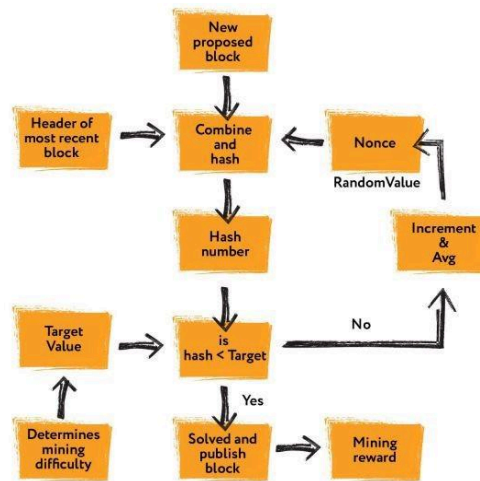 New
proposed
block
Header of
most recent
block
Combine
and
hash
Nonce
RandomValue
Hash
number
Increment
&
Avg
Target
Value
is
hash < Target
No
Yes
Determines
mining
difficulty
Solved and
publish
block
Mining
reward